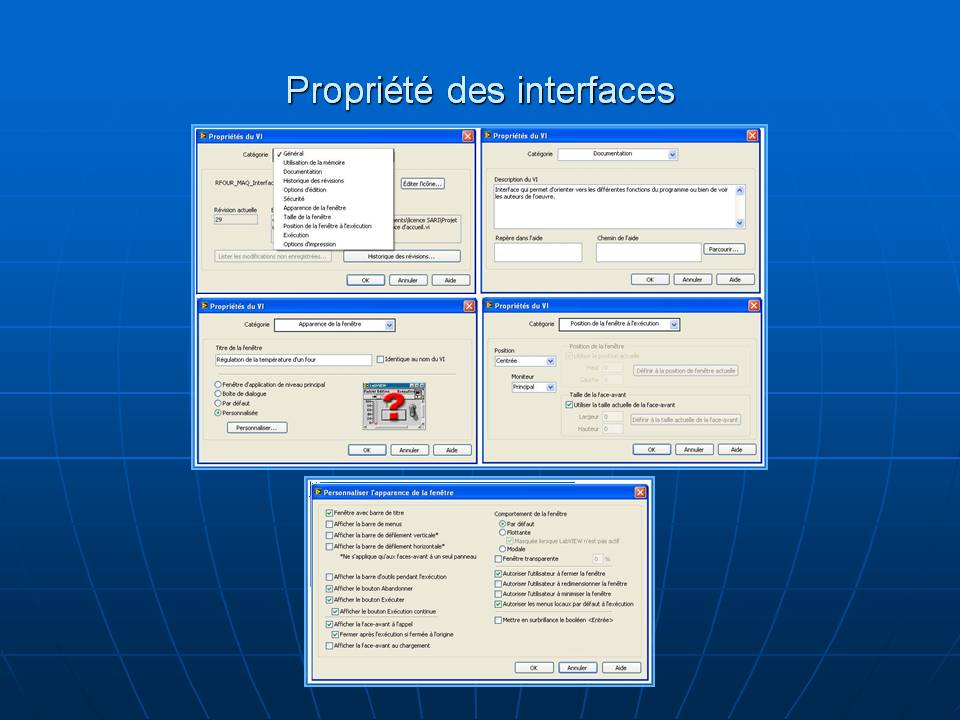 Propriété des interfaces
Propriétés du VI
Catégorie
✓ Général
Utilisation de la mémoire
Documentation
Historique des révisions
Options d'édition
Sécurité
Apparence de la fenêtre
Taille de la fenêtre
Position de la fenêtre à l'exécution
Exécution
Options d'impression
RFOUR_MAQ_Interfac
Éditer l'icône...
Révision actuelle
29
ents\licence SARI\Projet
e d'accueil.vi
Lister les modifications non enregistrées...
Historique des révisions...
OK Annuler Aide
Propriétés du VI
Catégorie Documentation
Description du VI
Interface qui permet d'orienter vers les différentes fonctions du programme ou bien de voir
les auteurs de l'oeuvre.
Repère dans l'aide Chemin de l'aide
Parcourir...
OK Annuler Aide
Propriétés du VI
Catégorie Apparence de la fenêtre
Titre de la fenêtre
Régulation de la température d'un four Identique au nom du VI
Fenêtre d'application de niveau principal
Boîte de dialogue
Par défaut
Personnalisée
Personnaliser...
LabVIEW
OK Annuler Aide
Propriétés du VI
Catégorie Position de la fenêtre à l'exécution
Position
Centrée
Moniteur
Principal
Position de la fenêtre
Utiliser la position actuelle
Haut 0
Gauche 0
Définir à la position de fenêtre actuelle
Taille de la face-avant
Utiliser la taille actuelle de la face-avant
Largeur 0
Hauteur 0
Définir à la taille actuelle de la face-avant
OK Annuler Aide
Personnaliser l'apparence de la fenêtre
Fenêtre avec barre de titre
Afficher la barre de menus
Afficher la barre de défilement verticale*
Afficher la barre de défilement horizontale*
*Ne s'applique qu'aux faces-avant à un seul panneau
Afficher la barre d'outils pendant l'exécution
Afficher le bouton Abandonner
Afficher le bouton Exécuter
Afficher le bouton Exécution continue
Afficher la face-avant à l'appel
Fermer après l'exécution si fermée à l'origine
Afficher la face-avant au chargement
Comportement de la fenêtre
Par défaut
Flottante
Masquée lorsque LabVIEW n'est pas actif
Modale
Fenêtre transparente 0 %
Autoriser l'utilisateur à fermer la fenêtre
Autoriser l'utilisateur à redimensionner la fenêtre
Autoriser l'utilisateur à minimiser la fenêtre
Autoriser les menus locaux par défaut à l'exécution
Mettre en surbrillance le booléen <Entrée>
OK Annuler Aide